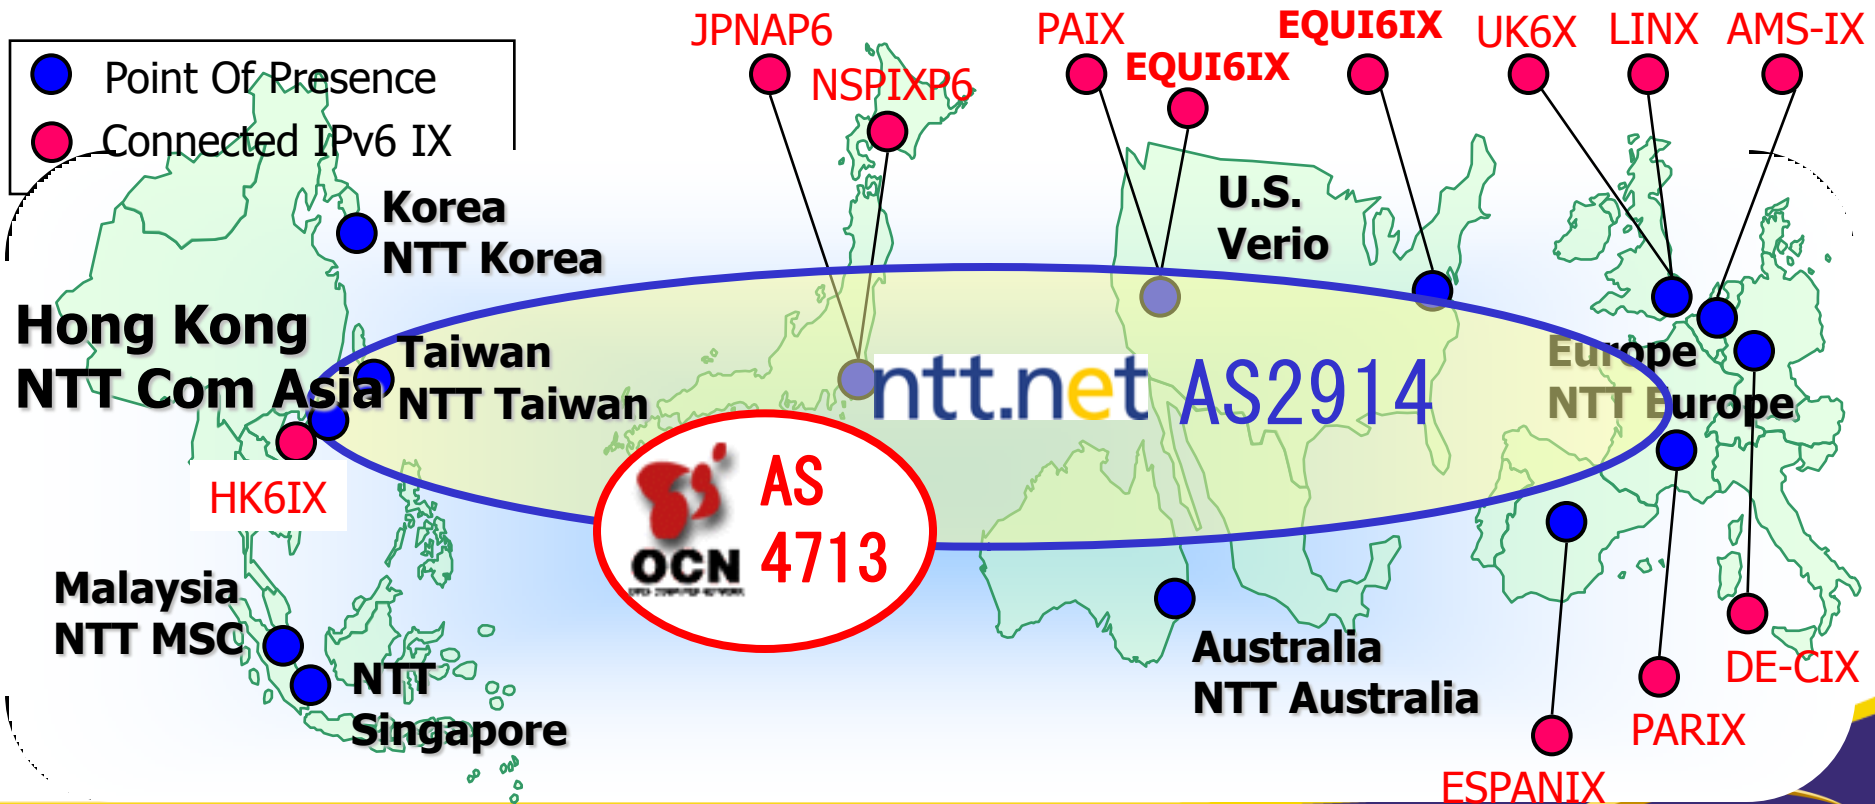 Point Of Presence
Connected IPv6 IX
JPNAP6
NSPIXP6
PAIX
EQUI6IX
EQUI6IX
UK6X
LINX
AMS-IX
Korea
NTT Korea
U.S.
Verio
Hong Kong
NTT Com Asia
Taiwan
NTT Taiwan
ntt.net
AS2914
Europe
NTT Europe
HK6IX
OCN
AS
4713
Malaysia
NTT MSC
NTT
Singapore
Australia
NTT Australia
DE-CIX
PARIX
ESPANIX